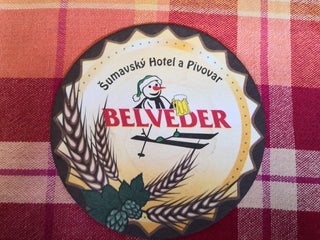 Šumavský Hotel a Pivovar
BELVEDER